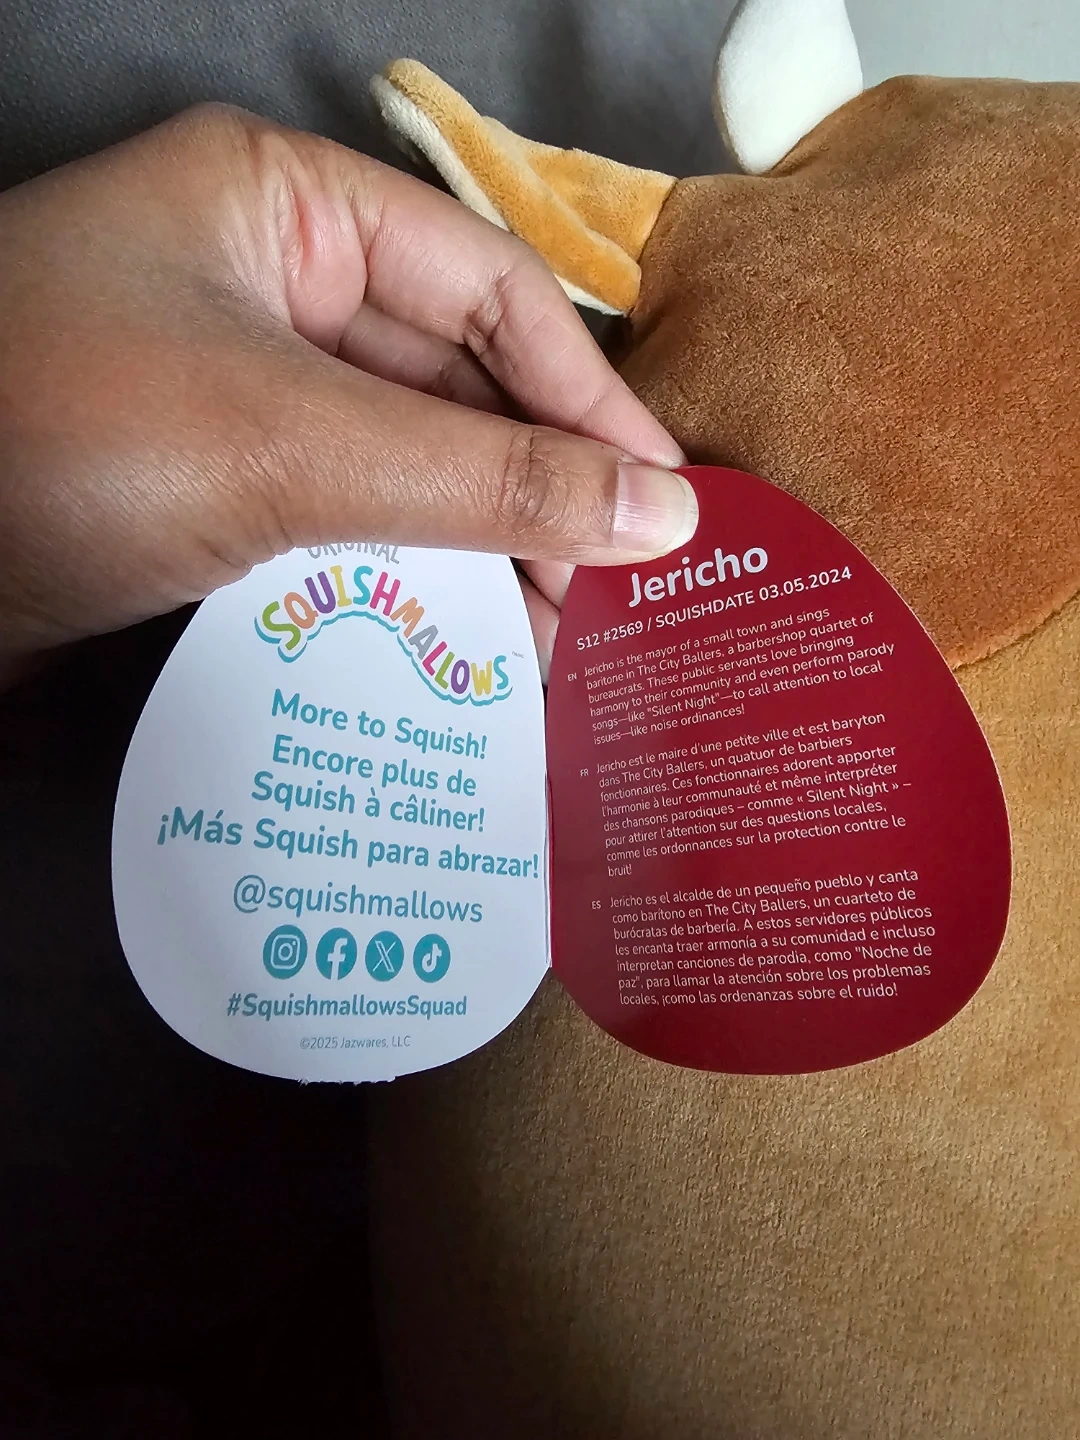 ORIGINAL
SQUISHMALLOWS
More to Squish!
Encore plus de
Squish à câliner!
¡Más Squish para abrazar!
@squishmallows
#SquishmallowsSquad
©2025 Jazwares, LLC
Jericho
S12 #2569 / SQUISHDATE 03.05.2024
EN Jericho is the mayor of a small town and sings
baritone in The City Ballers, a barbershop quartet of
bureaucrats. These public servants love bringing
harmony to their community and even perform parody
songs—like "Silent Night"—to call attention to local
issues—like noise ordinances!
FR Jericho est le maire d'une petite ville et est baryton
dans The City Ballers, un quatuor de barbiers
fonctionnaires. Ces fonctionnaires adorent apporter
l'harmonie à leur communauté et même interpréter
des chansons parodiques – comme « Silent Night » –
pour attirer l'attention sur des questions locales,
comme les ordonnances sur la protection contre le
bruit!
ES Jericho es el alcalde de un pequeño pueblo y canta
como barítono en The City Ballers, un cuarteto de
burócratas de barbería. A estos servidores públicos
les encanta traer armonía a su comunidad e incluso
interpretan canciones de parodia, como "Noche de
paz", para llamar la atención sobre los problemas
locales, ¡como las ordenanzas sobre el ruido!